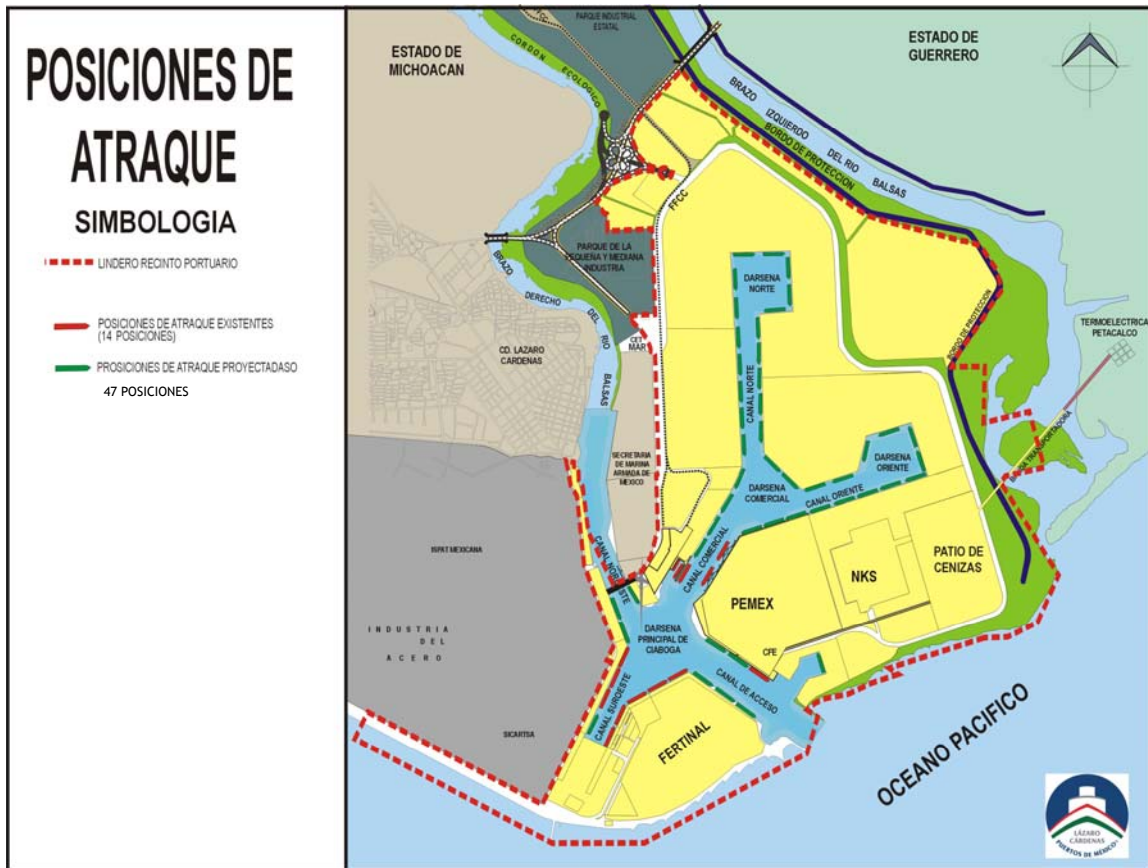 POSICIONES DE
ATRAQUE
SIMBOLOGIA
LINDERO RECINTO PORTUARIO
POSICIONES DE ATRAQUE EXISTENTES
(14 POSICIONES)
PROSICIONES DE ATRAQUE PROYECTADASO
47 POSICIONES
PARQUE INDUSTRIAL
ESTATAL
FFCC
ESTADO DE
MICHOACAN
ESTADO DE
GUERRERO
CORDON ECOLOGICO
BRAZO IZQUIERDO DEL RIO BALSAS
BORDO DE PROTECCION
FFCC
PARQUE DE LA
PEQUEÑA Y MEDIANA
INDUSTRIA
DARSENA
NORTE
BRAZO DERECHO DEL RIO BALSAS
TERMOELECTRICA
PETACALCO
CET
MAR
BORDO DE PROTECCION
CD. LAZARO
CARDENAS
CANAL NORTE
BANDA TRANSPORTADORA
SECRETARIA
DE MARINA
ARMADA DE
MEXICO
DARSENA
ORIENTE
DARSENA
COMERCIAL
CANAL ORIENTE
ISPAT MEXICANA
CANAL NOROESTE
CANAL COMERCIAL
PATIO DE
CENIZAS
NKS
PEMEX
INDUSTRIA
DEL
ACERO
DARSENA
PRINCIPAL DE
CIABOGA
CFE
CANAL DE ACCESO
CANAL SUROESTE
FERTINAL
SICARTSA
OCEANO PACIFICO
LÁZARO
CÁRDENAS
PUERTOS DE MÉXICO